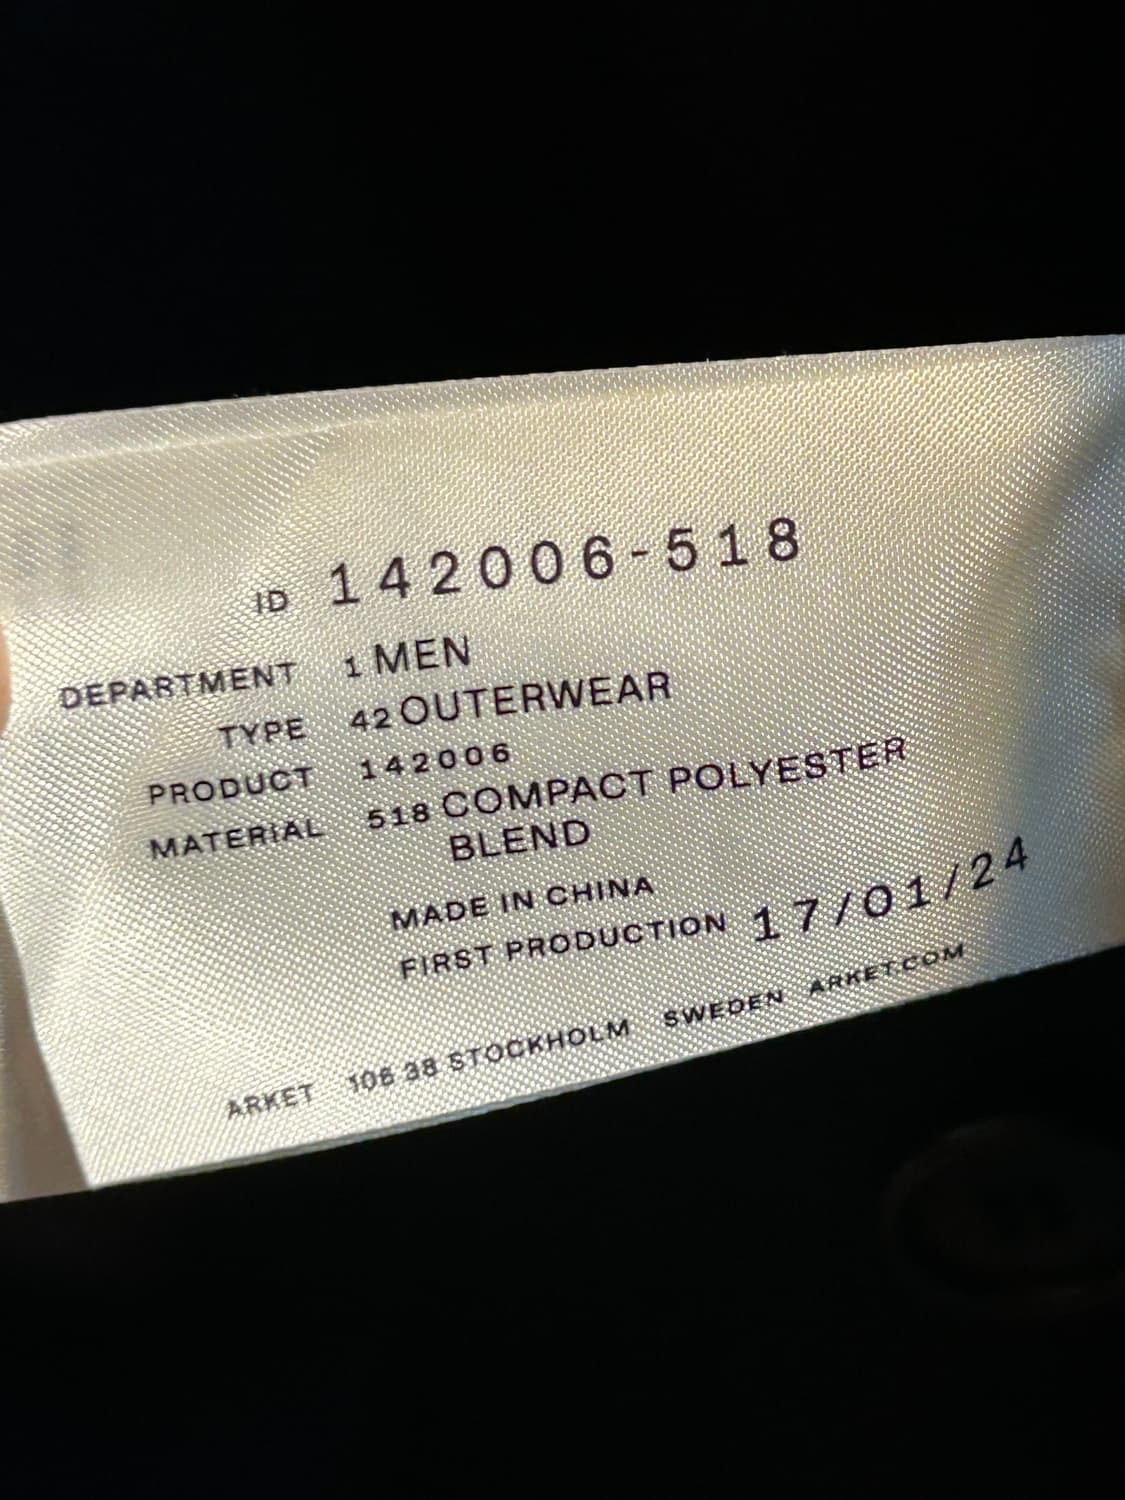 ID 142006-518
DEPARTMENT 1 MEN
TYPE 42 OUTERWEAR
PRODUCT 142006
MATERIAL 518 COMPACT POLYESTER
BLEND
MADE IN CHINA
FIRST PRODUCTION 17/01/24
ARKET 106 38 STOCKHOLM SWEDEN ARKET.COM